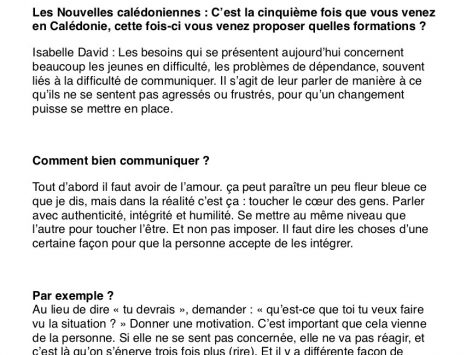 Les Nouvelles calédoniennes : C'est la cinquième fois que vous venez
en Calédonie, cette fois-ci vous venez proposer quelles formations ?
Isabelle David : Les besoins qui se présentent aujourd'hui concernent
beaucoup les jeunes en difficulté, les problèmes de dépendance, souvent
liés à la difficulté de communiquer. Il s'agit de leur parler de manière à ce
qu'ils ne se sentent pas agressés ou frustrés, pour qu'un changement
puisse se mettre en place.
Comment bien communiquer ?
Tout d'abord il faut avoir de l'amour. ça peut paraître un peu fleur bleue ce
que je dis, mais dans la réalité c'est ça : toucher le cœur des gens. Parler
avec authenticité, intégrité et humilité. Se mettre au même niveau que
l'autre pour toucher l'être. Et non pas imposer. Il faut dire les choses d'une
certaine façon pour que la personne accepte de les intégrer.
Par exemple ?
Au lieu de dire « tu devrais », demander : « qu'est-ce que toi tu veux faire
vu la situation ? » Donner une motivation. C'est important que cela vienne
de la personne. Si elle ne se sent pas concernée, elle ne va pas réagir, et
c'est là qu'on s'énerve trois fois plus (rire). Et il y a différente façon de